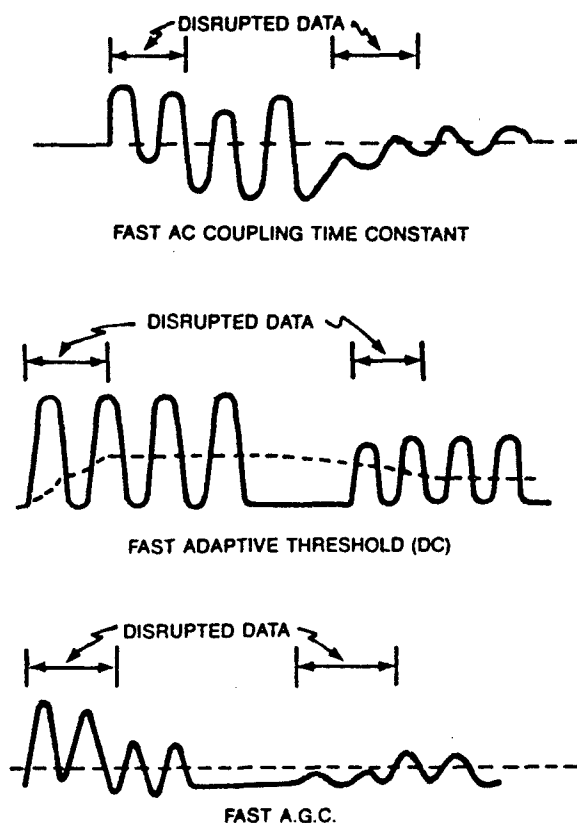 DISRUPTED DATA
FAST AC COUPLING TIME CONSTANT
DISRUPTED DATA
FAST ADAPTIVE THRESHOLD (DC)
DISRUPTED DATA
FAST A.G.C.